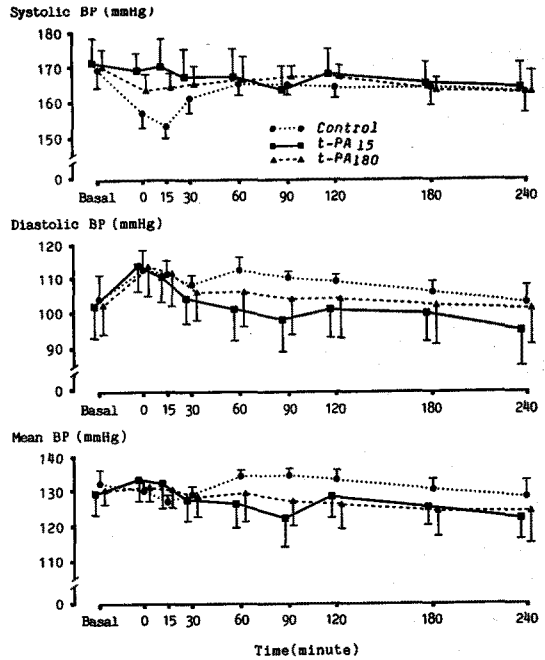 Systolic BP (mmHg)
180
170
160
150
0
Control
t-PA15
t-PA180
Basal 0 15 30 60 90 120 180 240
Diastolic BP (mmHg)
120
110
100
90
0
Basal 0 15 30 60 90 120 180 240
Mean BP (mmHg)
140
130
120
110
0
Basal 0 15 30 60 90 120 180 240
Time(minute)